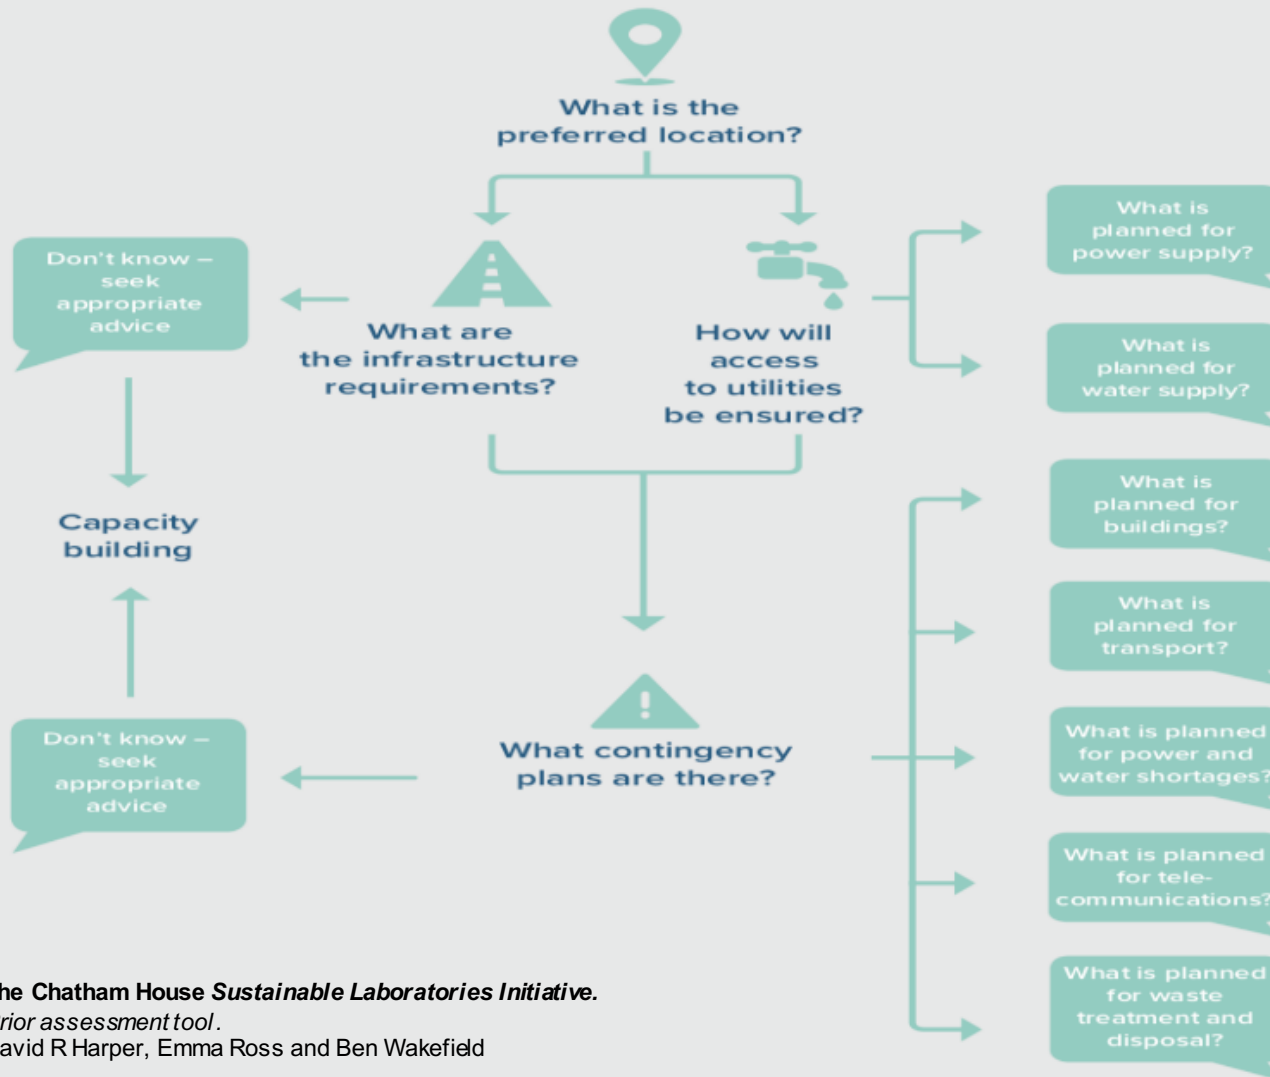 What is the
preferred location?
Don't know –
seek
appropriate
advice
What are
the infrastructure
requirements?
How will
access
to utilities
be ensured?
What is
planned for
power supply?
What is
planned for
water supply?
Capacity
building
What is
planned for
buildings?
What is
planned for
transport?
Don't know –
seek
appropriate
advice
What contingency
plans are there?
What is planned
for power and
water shortages?
What is planned
for tele-
communications?
What is planned
for waste
treatment and
disposal?
he Chatham House Sustainable Laboratories Initiative.
rior assessment tool.
avid R Harper, Emma Ross and Ben Wakefield